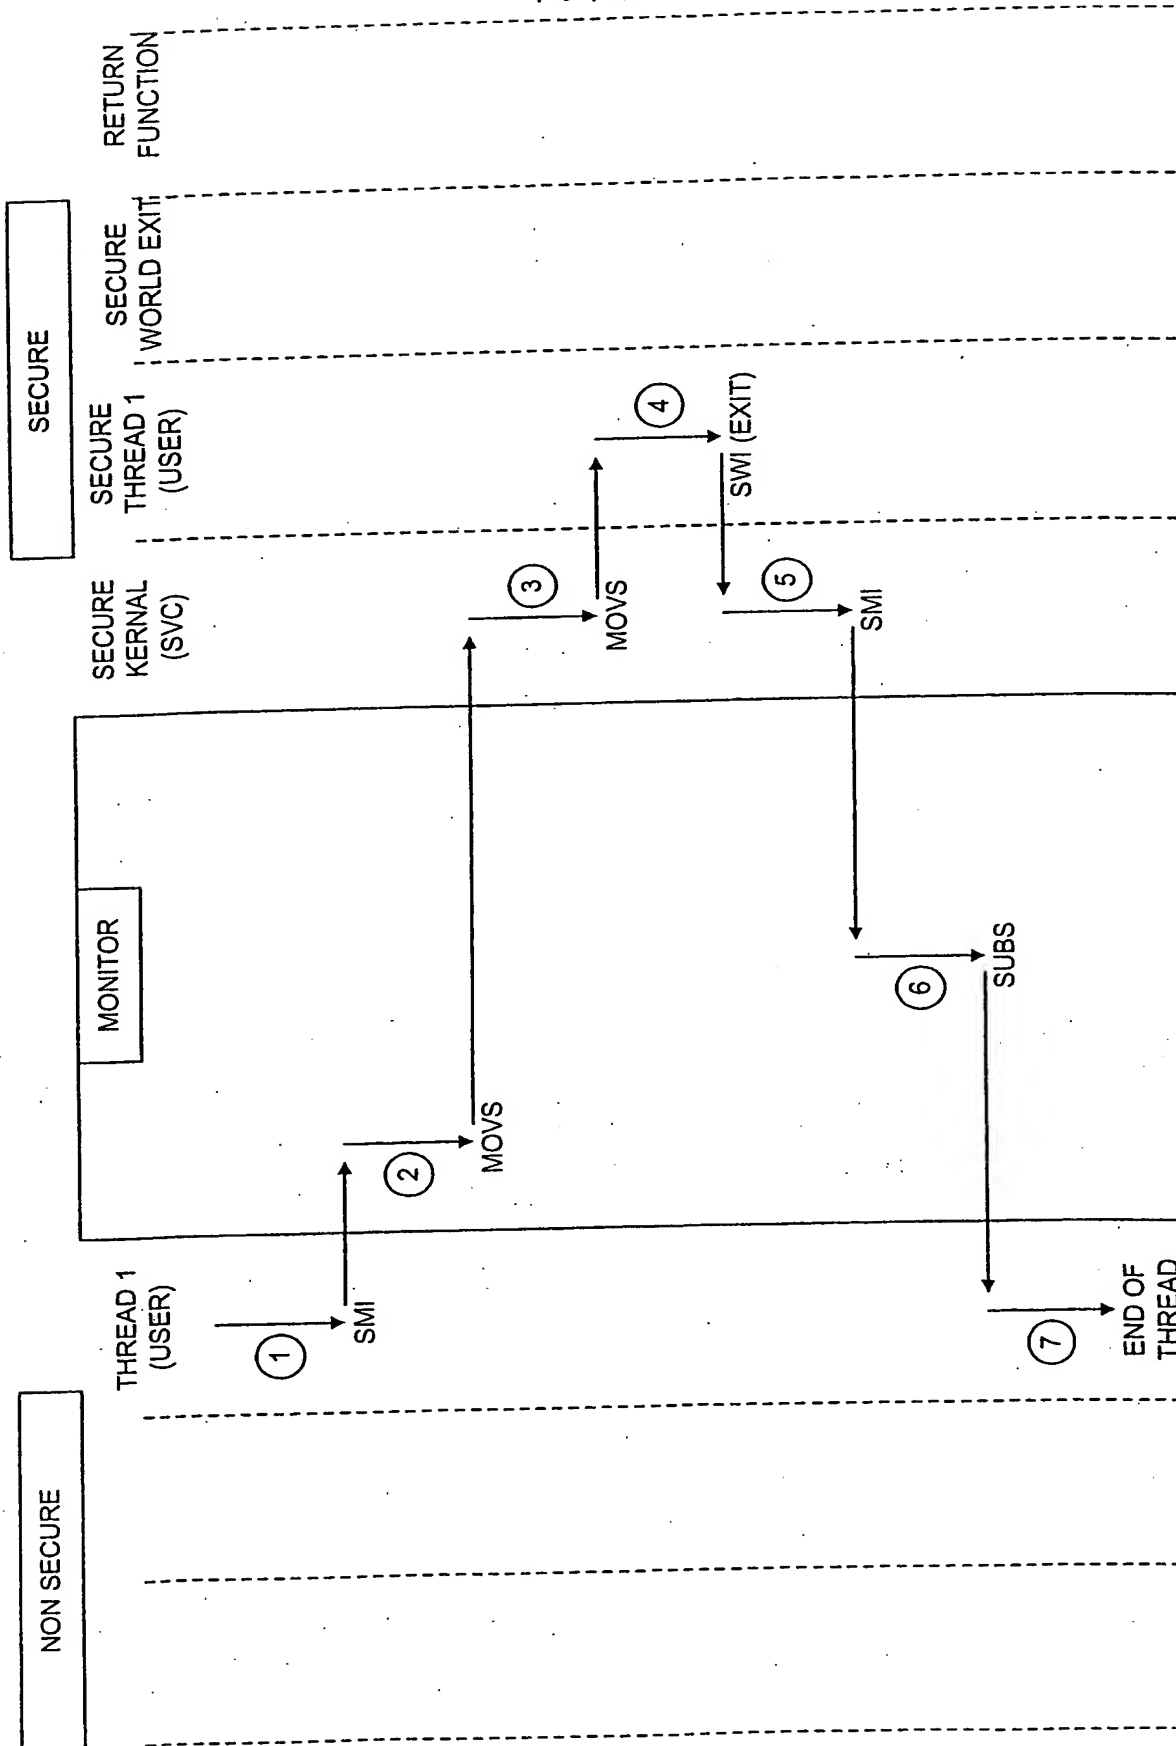 NON SECURE
MONITOR
SECURE
THREAD 1
(USER)
SECURE
KERNAL
(SVC)
SECURE
THREAD 1
(USER)
SECURE
WORLD EXIT
RETURN
FUNCTION
1
SMI
2
MOVS
3
MOVS
4
SWI (EXIT)
5
SMI
6
SUBS
7
END OF
THREAD